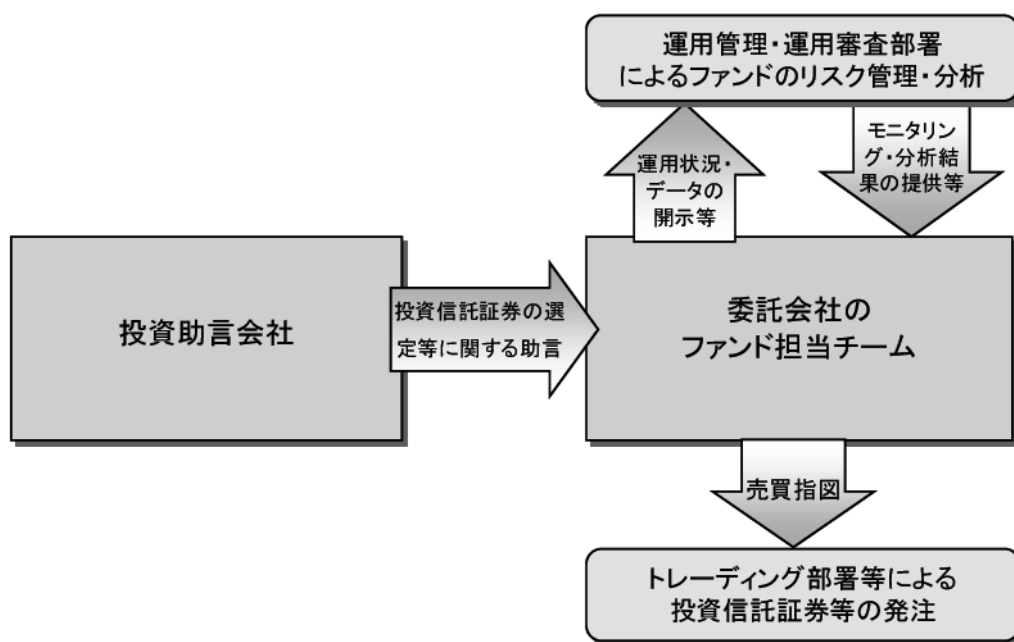 運用管理・運用審査部署
によるファンドのリスク管理・分析
運用状況・
データの
開示等
モニタリン
グ・分析結
果の提供等
投資助言会社
投資信託証券の選
定等に関する助言
委託会社の
ファンド担当チーム
売買指図
トレーディング部署等による
投資信託証券等の発注